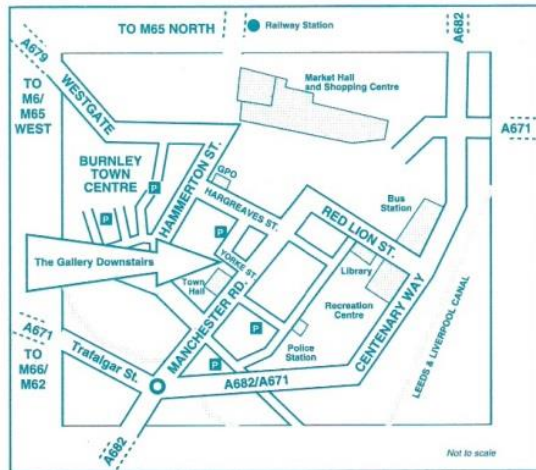 TO M65 NORTH
Railway Station
A682
A679
TO
M6/
M65
WEST
WESTGATE
Market Hall
and Shopping Centre
A671
BURNLEY
TOWN
CENTRE
P
HAMMERTON ST.
GPO
HARGREAVES ST.
RED LION ST.
Bus
Station
P
P
YORKE ST.
The Gallery Downstairs
Town
Hall
MANCHESTER RD.
Library
Recreation
Centre
CENTENARY WAY
LEEDS & LIVERPOOL CANAL
A671
TO
M66/
M62
Trafalgar St.
P
Police
Station
P
A682/A671
A682
Not to scale